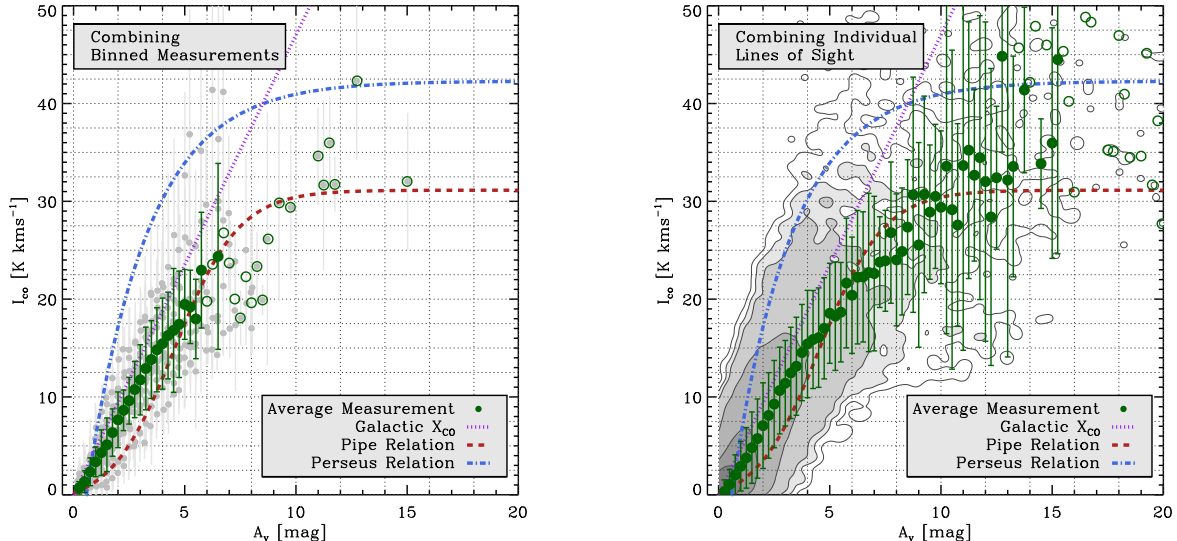 Combining
Binned Measurements
50
40
30
20
10
0
I_co [K kms⁻¹]
Average Measurement
Galactic X_CO
Pipe Relation
Perseus Relation
0 5 10 15 20
A_v [mag]
Combining Individual
Lines of Sight
50
40
30
20
10
0
I_co [K kms⁻¹]
Average Measurement
Galactic X_CO
Pipe Relation
Perseus Relation
0 5 10 15 20
A_v [mag]